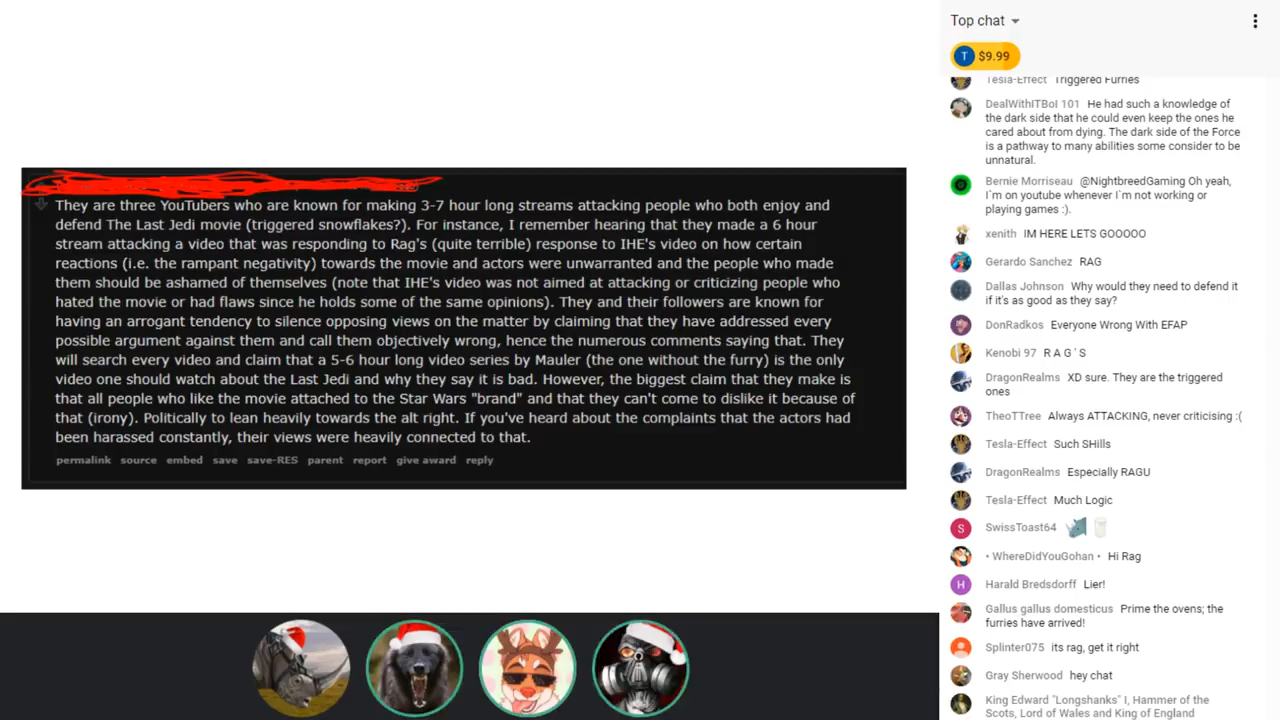 They are three YouTubers who are known for making 3-7 hour long streams attacking people who both enjoy and
defend The Last Jedi movie (triggered snowflakes?). For instance, I remember hearing that they made a 6 hour
stream attacking a video that was responding to Rag's (quite terrible) response to IHE's video on how certain
reactions (i.e. the rampant negativity) towards the movie and actors were unwarranted and the people who made
them should be ashamed of themselves (note that IHE's video was not aimed at attacking or criticizing people who
hated the movie or had flaws since he holds some of the same opinions). They and their followers are known for
having an arrogant tendency to silence opposing views on the matter by claiming that they have addressed every
possible argument against them and call them objectively wrong, hence the numerous comments saying that. They
will search every video and claim that a 5-6 hour long video series by Mauler (the one without the furry) is the only
video one should watch about the Last Jedi and why they say it is bad. However, the biggest claim that they make is
that all people who like the movie attached to the Star Wars "brand" and that they can't come to dislike it because of
that (irony). Politically to lean heavily towards the alt right. If you've heard about the complaints that the actors had
been harassed constantly, their views were heavily connected to that.
permalink source embed save save-RES parent report give award reply
Top chat
T $9.99
Tesla-Effect Triggered Furries
DealWithITBoI 101 He had such a knowledge of
the dark side that he could even keep the ones he
cared about from dying. The dark side of the Force
is a pathway to many abilities some consider to be
unnatural.
Bernie Morriseau @NightbreedGaming Oh yeah,
I`m on youtube whenever I`m not working or
playing games :).
xenith IM HERE LETS GOOOOO
Gerardo Sanchez RAG
Dallas Johnson Why would they need to defend it
if it's as good as they say?
DonRadkos Everyone Wrong With EFAP
Kenobi 97 R A G ' S
DragonRealms XD sure. They are the triggered
ones
TheoTTree Always ATTACKING, never criticising :(
Tesla-Effect Such SHills
DragonRealms Especially RAGU
Tesla-Effect Much Logic
S SwissToast64
• WhereDidYouGohan • Hi Rag
H Harald Bredsdorff Lier!
Gallus gallus domesticus Prime the ovens; the
furries have arrived!
Splinter075 its rag, get it right
Gray Sherwood hey chat
King Edward "Longshanks" I, Hammer of the
Scots, Lord of Wales and King of England